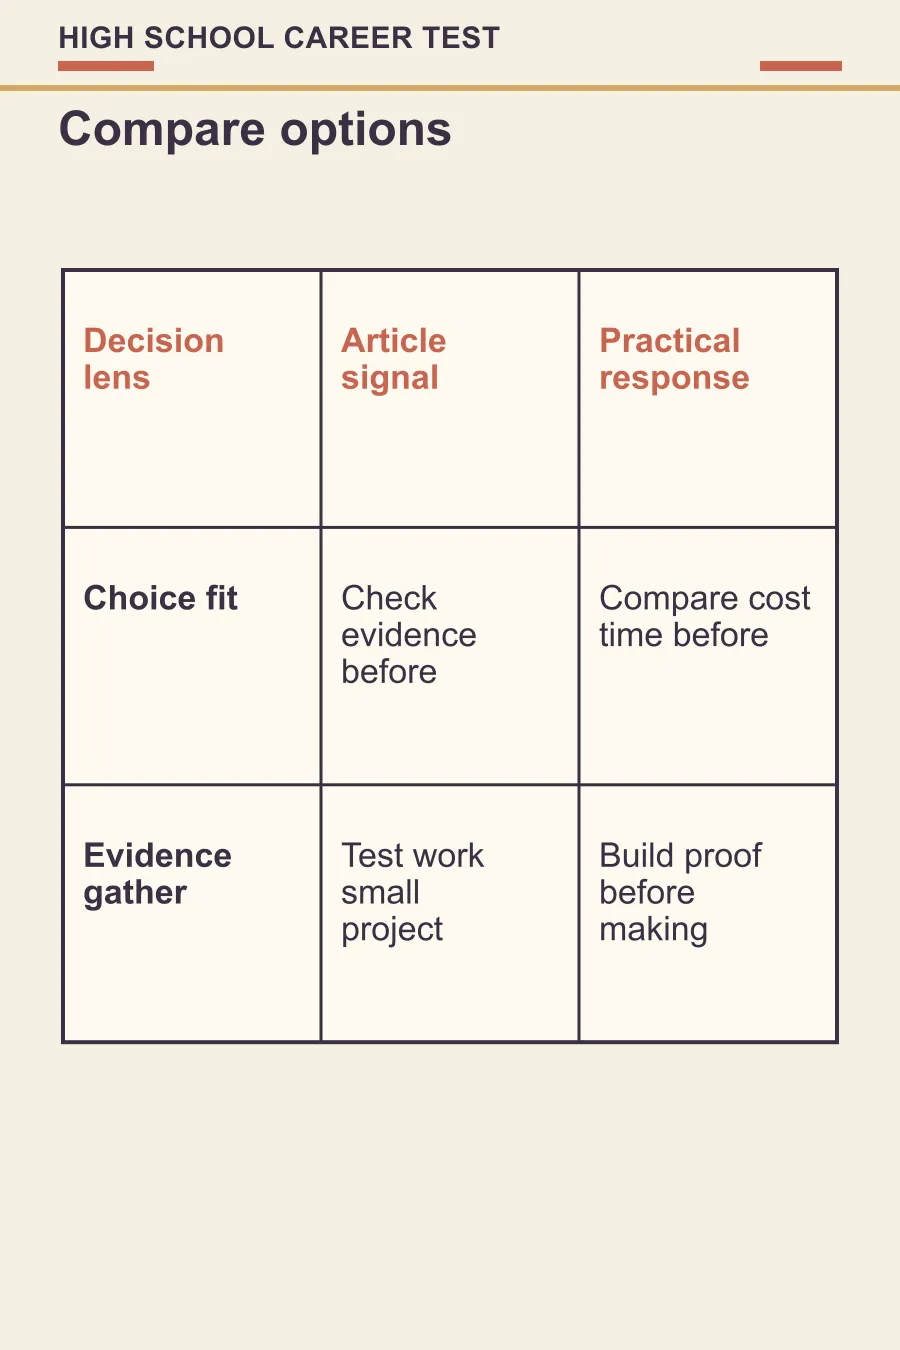 HIGH SCHOOL CAREER TEST
Compare options
Decision
lens
Article
signal
Practical
response
Choice fit
Check
evidence
before
Compare cost
time before
Evidence
gather
Test work
small
project
Build proof
before
making